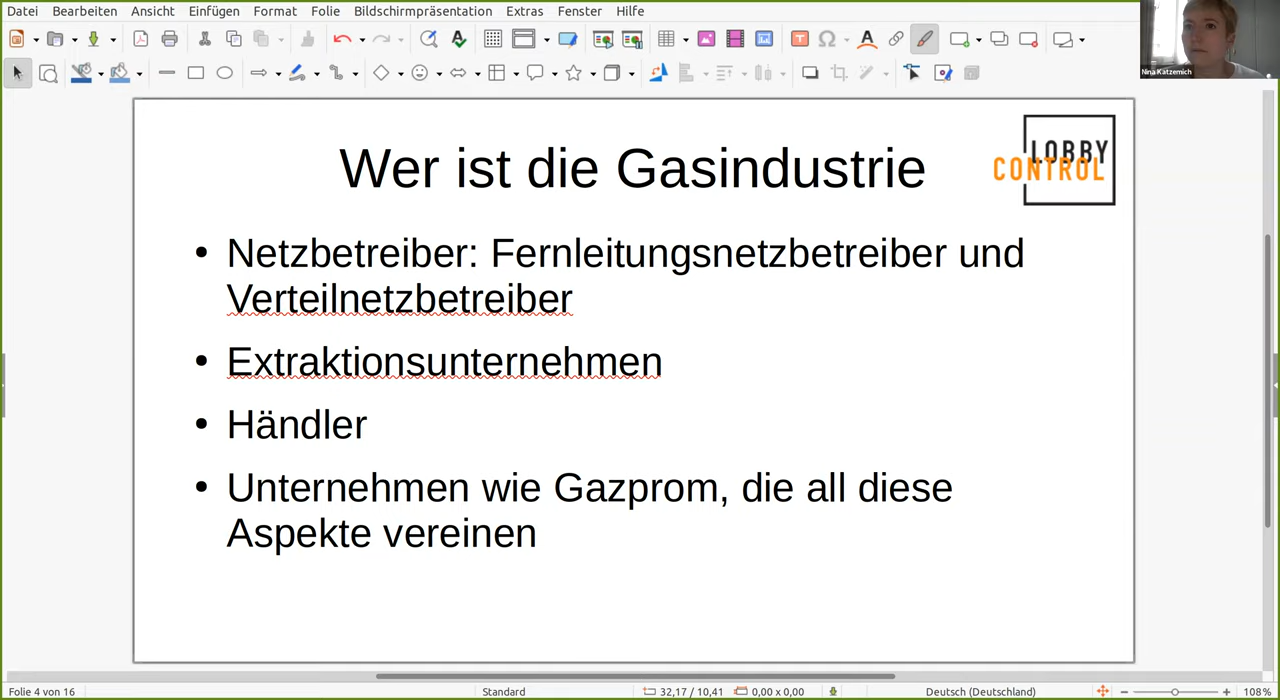 Datei Bearbeiten Ansicht Einfügen Format Folie Bildschirmpräsentation Extras Fenster Hilfe
Nina Katzemich
Wer ist die Gasindustrie
LOBBY
CONTROL
• Netzbetreiber: Fernleitungsnetzbetreiber und
Verteilnetzbetreiber
• Extraktionsunternehmen
• Händler
• Unternehmen wie Gazprom, die all diese
Aspekte vereinen
Folie 4 von 16 Standard 32,17 / 10,41 0,00 x 0,00 Deutsch (Deutschland) 108%